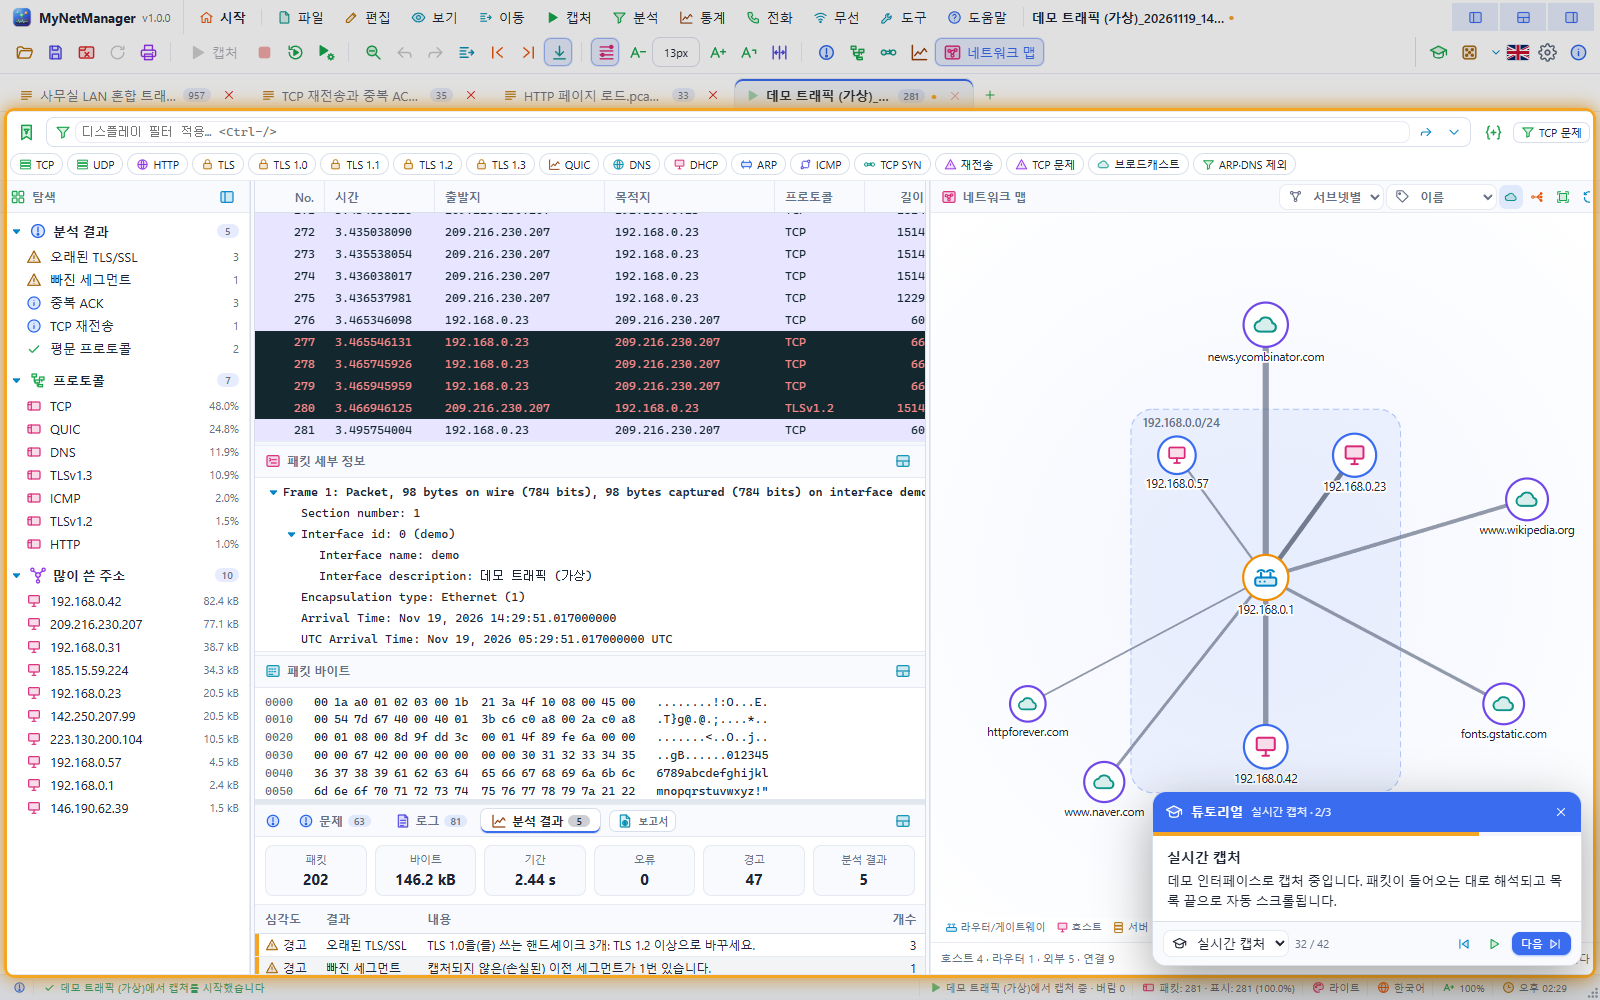 MyNetManager v1.0.0 시작 파일 편집 보기 이동 캡처 분석 통계 전화 무선 도구 도움말 데모 트래픽 (가상)_20261119_14...
캡처 13px 네트워크 맵
사무실 LAN 혼합 트래... 957
TCP 재전송과 중복 AC... 35
HTTP 페이지 로드.pca... 33
데모 트래픽 (가상)_... 281
디스플레이 필터 적용… <Ctrl-/>
TCP 문제
TCP UDP HTTP TLS TLS 1.0 TLS 1.1 TLS 1.2 TLS 1.3 QUIC DNS DHCP ARP ICMP TCP SYN 재전송 TCP 문제 브로드캐스트 ARP·DNS 제외
탐색
분석 결과 5
오래된 TLS/SSL 3
빠진 세그먼트 1
중복 ACK 3
TCP 재전송 1
평문 프로토콜 2
프로토콜 7
TCP 48.0%
QUIC 24.8%
DNS 11.9%
TLSv1.3 10.9%
ICMP 2.0%
TLSv1.2 1.5%
HTTP 1.0%
많이 쓴 주소 10
192.168.0.42 82.4 kB
209.216.230.207 77.1 kB
192.168.0.31 38.7 kB
185.15.59.224 34.3 kB
192.168.0.23 20.5 kB
142.250.207.99 20.5 kB
223.130.200.104 10.5 kB
192.168.0.57 4.5 kB
192.168.0.1 2.4 kB
146.190.62.39 1.5 kB
No. 시간 출발지 목적지 프로토콜 길이
272 3.435038090 209.216.230.207 192.168.0.23 TCP 1514
273 3.435538054 209.216.230.207 192.168.0.23 TCP 1514
274 3.436038017 209.216.230.207 192.168.0.23 TCP 1514
275 3.436537981 209.216.230.207 192.168.0.23 TCP 1229
276 3.465346098 192.168.0.23 209.216.230.207 TCP 60
277 3.465546131 192.168.0.23 209.216.230.207 TCP 66
278 3.465745926 192.168.0.23 209.216.230.207 TCP 66
279 3.465945959 192.168.0.23 209.216.230.207 TCP 66
280 3.466946125 209.216.230.207 192.168.0.23 TLSv1.2 1514
281 3.495754004 192.168.0.23 209.216.230.207 TCP 60
패킷 세부 정보
Frame 1: Packet, 98 bytes on wire (784 bits), 98 bytes captured (784 bits) on interface demo
Section number: 1
Interface id: 0 (demo)
Interface name: demo
Interface description: 데모 트래픽 (가상)
Encapsulation type: Ethernet (1)
Arrival Time: Nov 19, 2026 14:29:51.017000000
UTC Arrival Time: Nov 19, 2026 05:29:51.017000000 UTC
패킷 바이트
0000 00 1a a0 01 02 03 00 1b 21 3a 4f 10 08 00 45 00 ........!:O...E.
0010 00 54 7d 67 40 00 40 01 3b c6 c0 a8 00 2a c0 a8 .T}g@.@.;....*..
0020 00 01 08 00 8d 9f dd 3c 00 01 4f 89 fe 6a 00 00 .......<..O..j..
0030 00 00 67 42 00 00 00 00 00 00 30 31 32 33 34 35 ..gB......012345
0040 36 37 38 39 61 62 63 64 65 66 67 68 69 6a 6b 6c 6789abcdefghijkl
0050 6d 6e 6f 70 71 72 73 74 75 76 77 78 79 7a 21 22 mnopqrstuvwxyz!"
문제 63 로그 81 분석 결과 5 보고서
패킷 바이트 기간 오류 경고 분석 결과
202 146.2 kB 2.44 s 0 47 5
심각도 결과 내용 개수
경고 오래된 TLS/SSL TLS 1.0을(를) 쓰는 핸드셰이크 3개: TLS 1.2 이상으로 바꾸세요. 3
경고 빠진 세그먼트 캡처되지 않은(손실된) 이전 세그먼트가 1번 있습니다. 1
네트워크 맵 서브넷별 이름
news.ycombinator.com
192.168.0.0/24
192.168.0.57
192.168.0.23
www.wikipedia.org
192.168.0.1
httpforever.com
fonts.gstatic.com
192.168.0.42
www.naver.com
라우터/게이트웨이 호스트 서버
호스트 4 · 라우터 1 · 외부 5 · 연결 9
튜토리얼 실시간 캡처 · 2/3
실시간 캡처
데모 인터페이스로 캡처 중입니다. 패킷이 들어오는 대로 해석되고 목
록 끝으로 자동 스크롤됩니다.
실시간 캡처 32 / 42 다음
데모 트래픽 (가상)에서 캡처를 시작했습니다
데모 트래픽 (가상)에서 캡처 중 · 버림 0 패킷: 281 · 표시: 281 (100.0%) 라이트 한국어 100% 오후 02:29